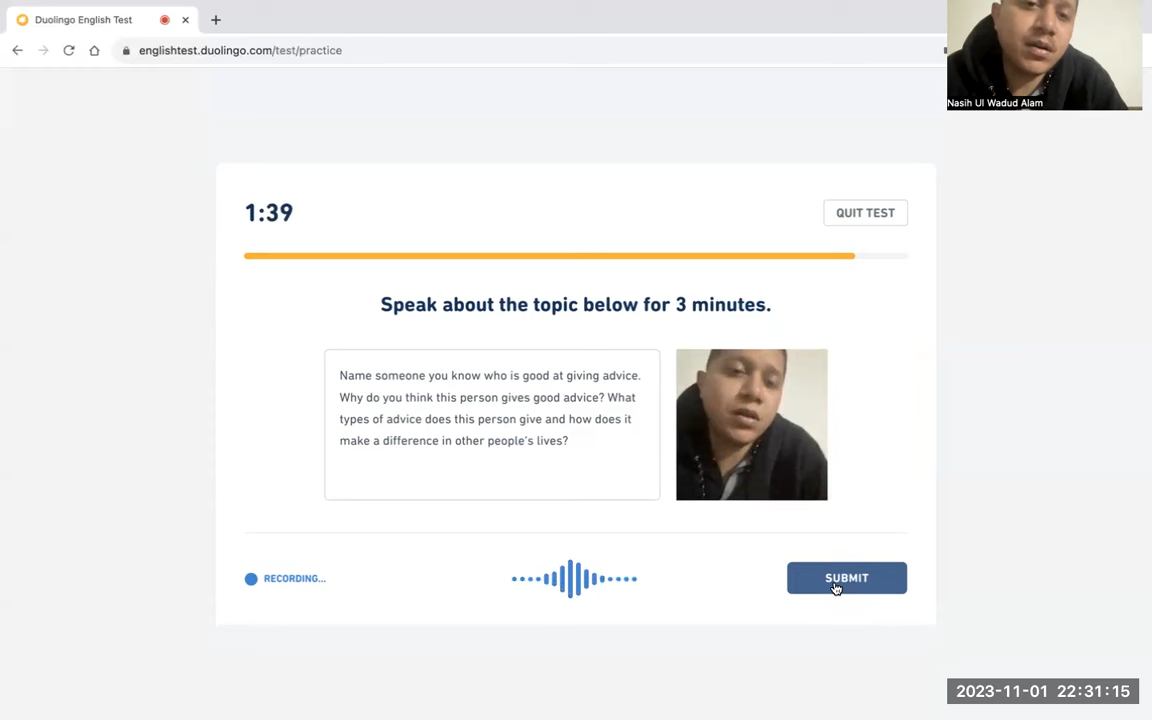 Duolingo English Test
englishtest.duolingo.com/test/practice
Nasih Ul Wadud Alam
1:39
QUIT TEST
Speak about the topic below for 3 minutes.
Name someone you know who is good at giving advice.
Why do you think this person gives good advice? What
types of advice does this person give and how does it
make a difference in other people's lives?
RECORDING...
SUBMIT
2023-11-01 22:31:15